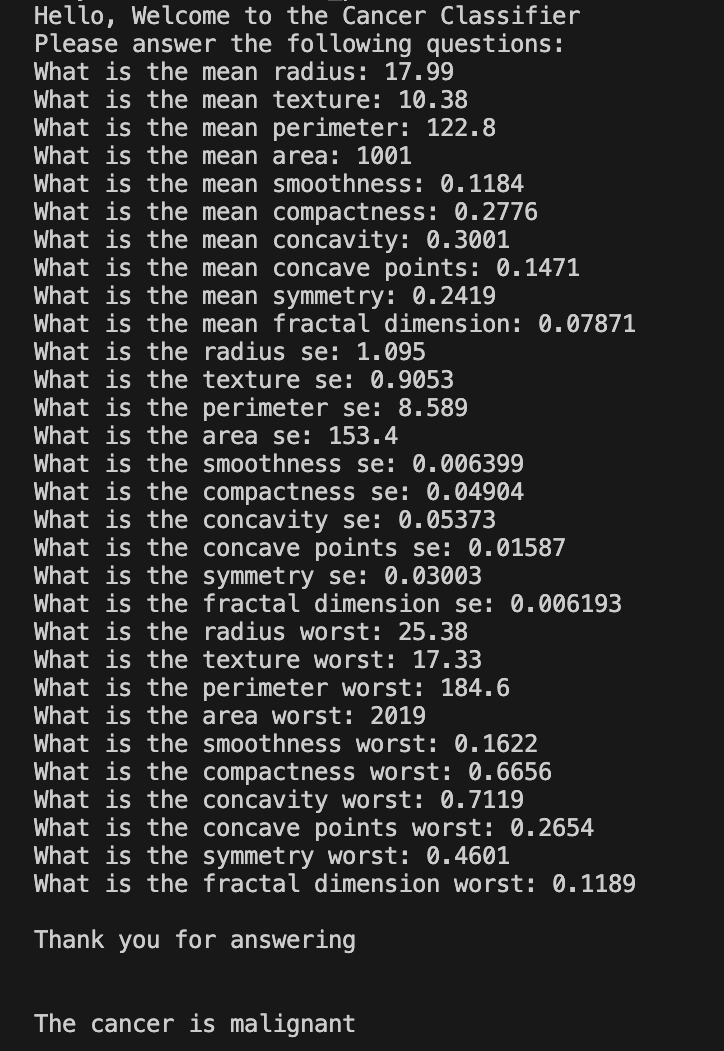 Hello, Welcome to the Cancer Classifier
Please answer the following questions:
What is the mean radius: 17.99
What is the mean texture: 10.38
What is the mean perimeter: 122.8
What is the mean area: 1001
What is the mean smoothness: 0.1184
What is the mean compactness: 0.2776
What is the mean concavity: 0.3001
What is the mean concave points: 0.1471
What is the mean symmetry: 0.2419
What is the mean fractal dimension: 0.07871
What is the radius se: 1.095
What is the texture se: 0.9053
What is the perimeter se: 8.589
What is the area se: 153.4
What is the smoothness se: 0.006399
What is the compactness se: 0.04904
What is the concavity se: 0.05373
What is the concave points se: 0.01587
What is the symmetry se: 0.03003
What is the fractal dimension se: 0.006193
What is the radius worst: 25.38
What is the texture worst: 17.33
What is the perimeter worst: 184.6
What is the area worst: 2019
What is the smoothness worst: 0.1622
What is the compactness worst: 0.6656
What is the concavity worst: 0.7119
What is the concave points worst: 0.2654
What is the symmetry worst: 0.4601
What is the fractal dimension worst: 0.1189
Thank you for answering
The cancer is malignant